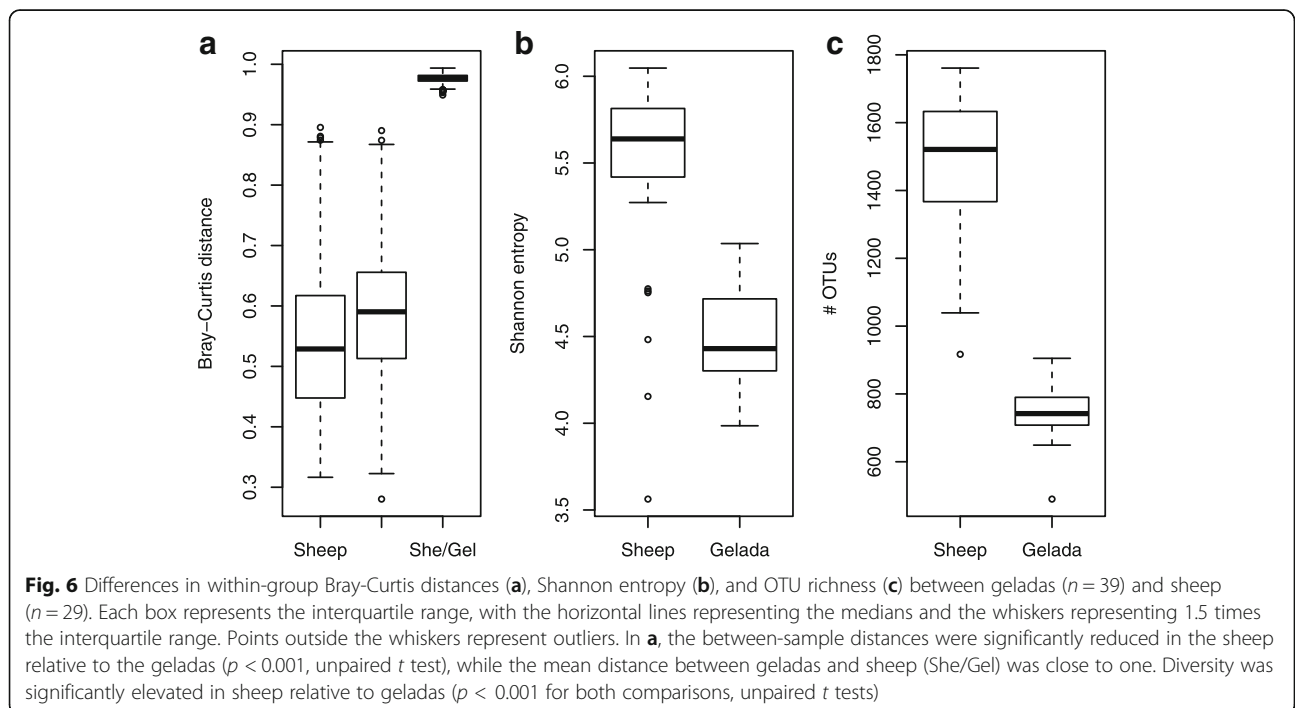 a
b
c
1.0
0.9
0.8
0.7
0.6
0.5
0.4
0.3
Bray−Curtis distance
Sheep
She/Gel
6.0
5.5
5.0
4.5
4.0
3.5
Shannon entropy
Sheep
Gelada
1800
1600
1400
1200
1000
800
600
# OTUs
Sheep
Gelada
Fig. 6 Differences in within-group Bray-Curtis distances (a), Shannon entropy (b), and OTU richness (c) between geladas (n = 39) and sheep
(n = 29). Each box represents the interquartile range, with the horizontal lines representing the medians and the whiskers representing 1.5 times
the interquartile range. Points outside the whiskers represent outliers. In a, the between-sample distances were significantly reduced in the sheep
relative to the geladas (p < 0.001, unpaired t test), while the mean distance between geladas and sheep (She/Gel) was close to one. Diversity was
significantly elevated in sheep relative to geladas (p < 0.001 for both comparisons, unpaired t tests)